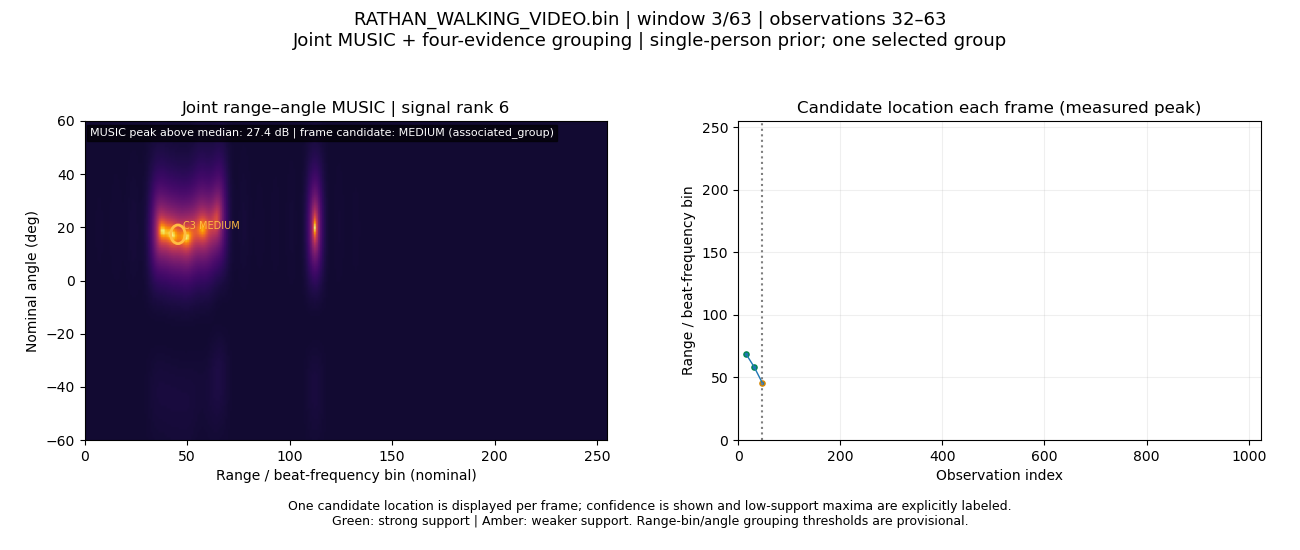 RATHAN_WALKING_VIDEO.bin | window 3/63 | observations 32–63
Joint MUSIC + four-evidence grouping | single-person prior; one selected group
Joint range–angle MUSIC | signal rank 6
MUSIC peak above median: 27.4 dB | frame candidate: MEDIUM (associated_group)
C3 MEDIUM
60
40
20
0
−20
−40
−60
Nominal angle (deg)
0
50
100
150
200
250
Range / beat-frequency bin (nominal)
Candidate location each frame (measured peak)
250
200
150
100
50
0
Range / beat-frequency bin
0
200
400
600
800
1000
Observation index
One candidate location is displayed per frame; confidence is shown and low-support maxima are explicitly labeled.
Green: strong support | Amber: weaker support. Range-bin/angle grouping thresholds are provisional.